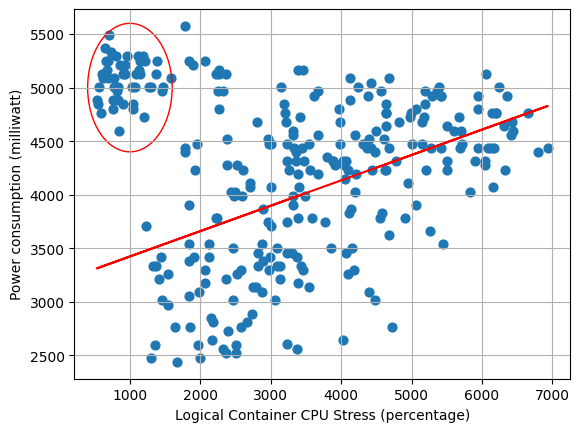 5500
5000
4500
4000
3500
3000
2500
Power consumption (milliwatt)
1000 2000 3000 4000 5000 6000 7000
Logical Container CPU Stress (percentage)